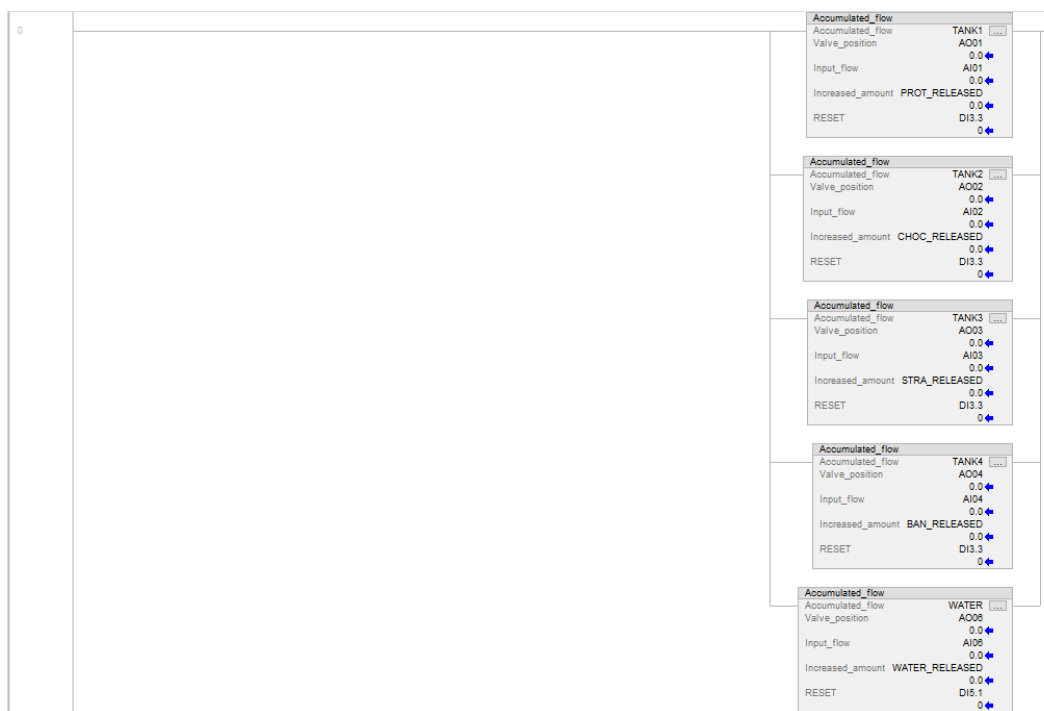 0
Accumulated_flow
Accumulated_flow TANK1 ...
Valve_position AO01
0.0
Input_flow AI01
0.0
Increased_amount PROT_RELEASED
0.0
RESET DI3.3
0
Accumulated_flow
Accumulated_flow TANK2 ...
Valve_position AO02
0.0
Input_flow AI02
0.0
Increased_amount CHOC_RELEASED
0.0
RESET DI3.3
0
Accumulated_flow
Accumulated_flow TANK3 ...
Valve_position AO03
0.0
Input_flow AI03
0.0
Increased_amount STRA_RELEASED
0.0
RESET DI3.3
0
Accumulated_flow
Accumulated_flow TANK4 ...
Valve_position AO04
0.0
Input_flow AI04
0.0
Increased_amount BAN_RELEASED
0.0
RESET DI3.3
0
Accumulated_flow
Accumulated_flow WATER ...
Valve_position AO06
0.0
Input_flow AI06
0.0
Increased_amount WATER_RELEASED
0.0
RESET DI5.1
0